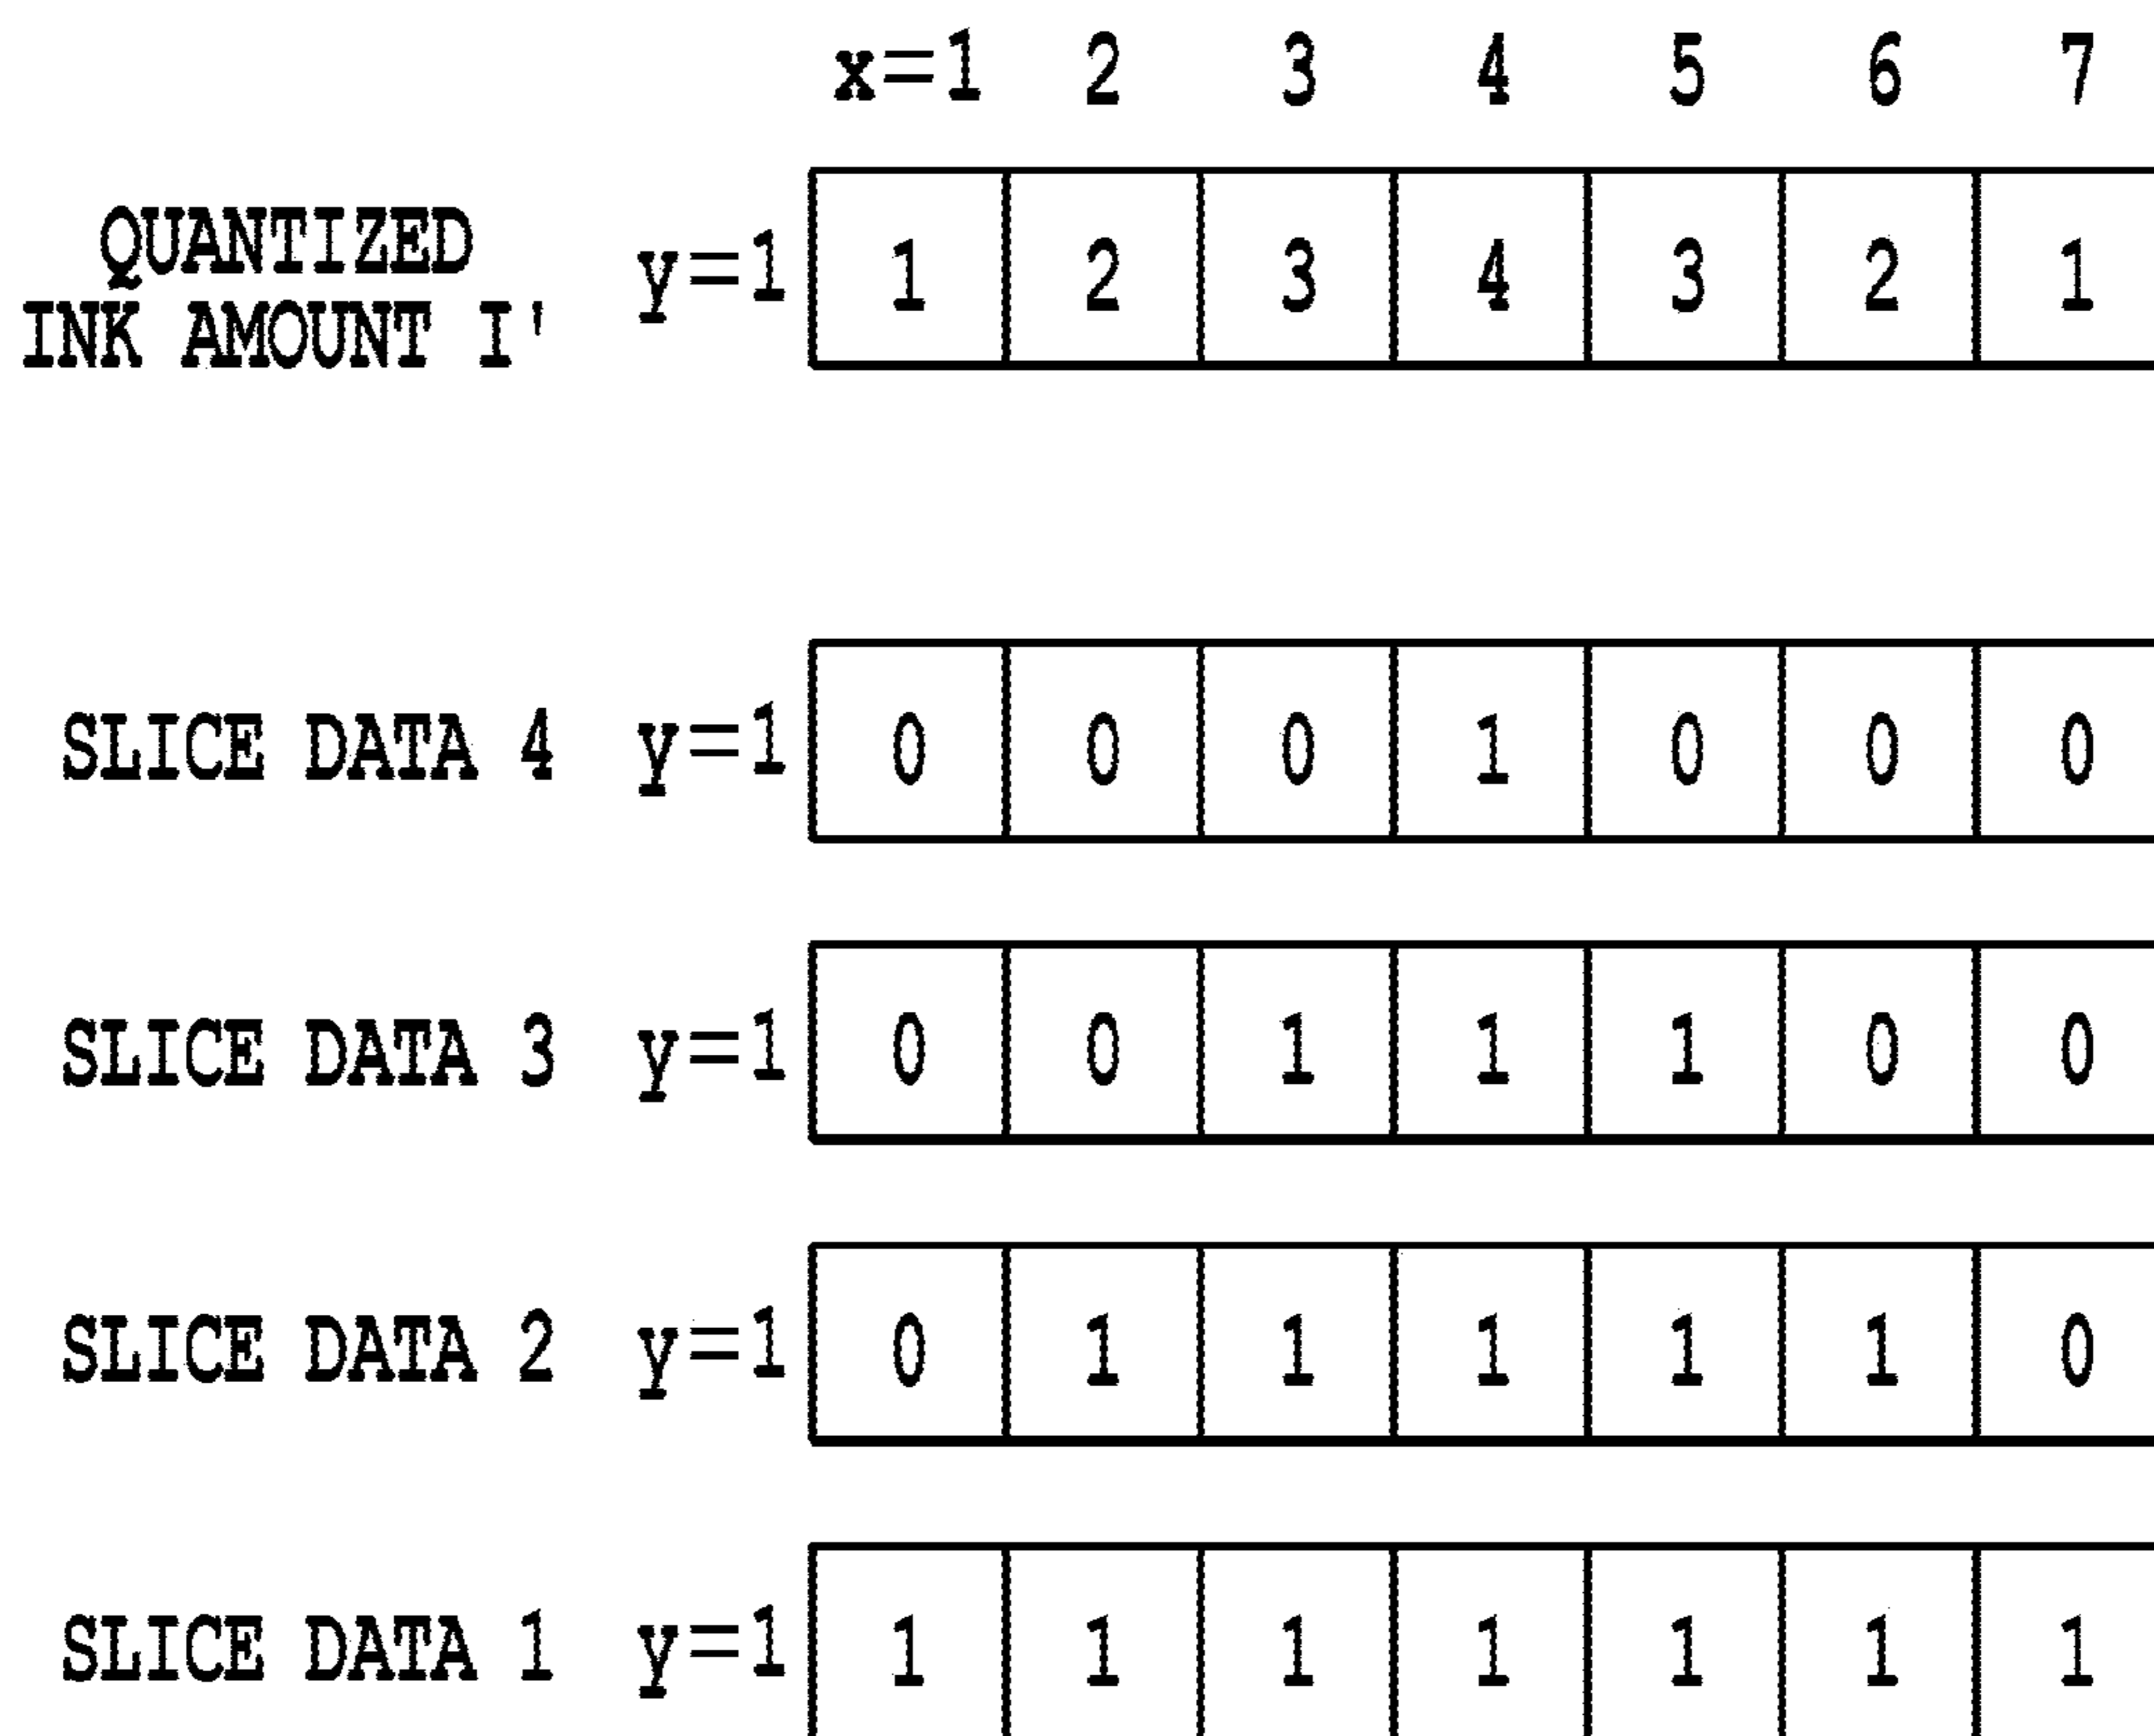 x=1 2 3 4 5 6 7
QUANTIZED
INK AMOUNT I' y=1 1 2 3 4 3 2 1
SLICE DATA 4 y=1 0 0 0 1 0 0 0
SLICE DATA 3 y=1 0 0 1 1 1 0 0
SLICE DATA 2 y=1 0 1 1 1 1 1 0
SLICE DATA 1 y=1 1 1 1 1 1 1 1